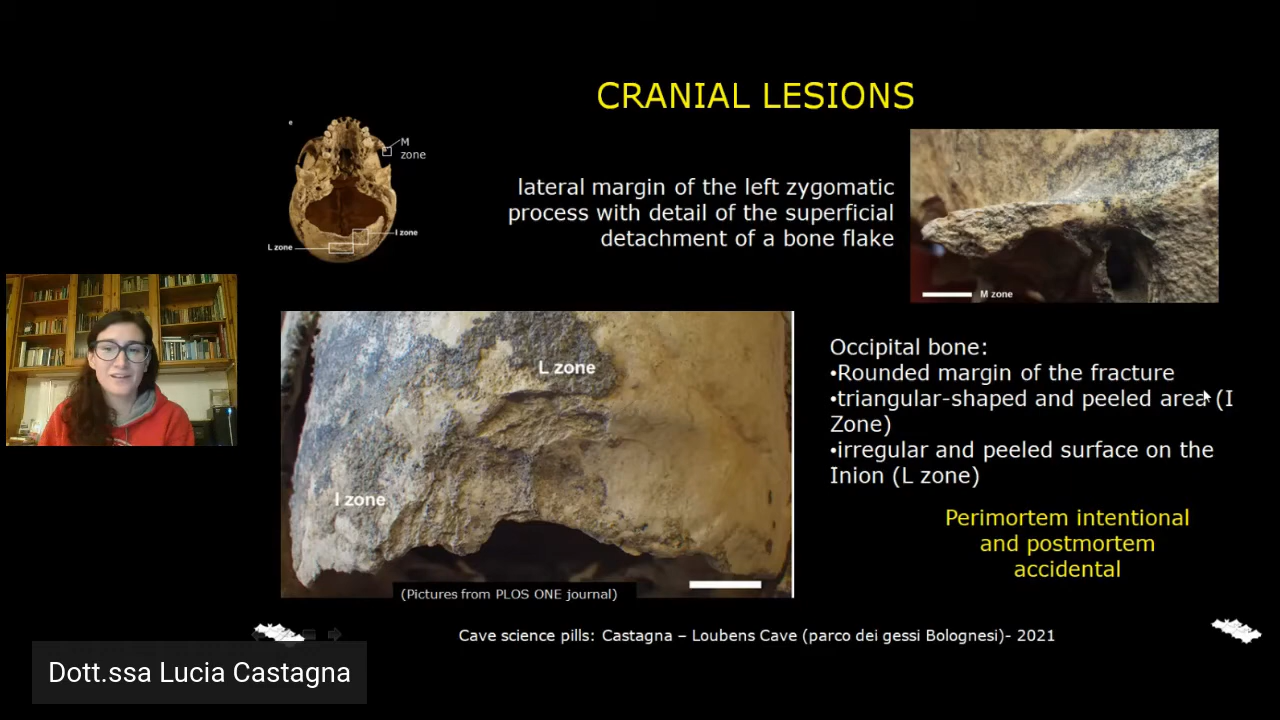 CRANIAL LESIONS
e
M
zone
I zone
L zone
lateral margin of the left zygomatic
process with detail of the superficial
detachment of a bone flake
M zone
L zone
I zone
(Pictures from PLOS ONE journal)
Occipital bone:
•Rounded margin of the fracture
•triangular-shaped and peeled area (I
Zone)
•irregular and peeled surface on the
Inion (L zone)
Perimortem intentional
and postmortem
accidental
Cave science pills: Castagna – Loubens Cave (parco dei gessi Bolognesi)- 2021
Dott.ssa Lucia Castagna